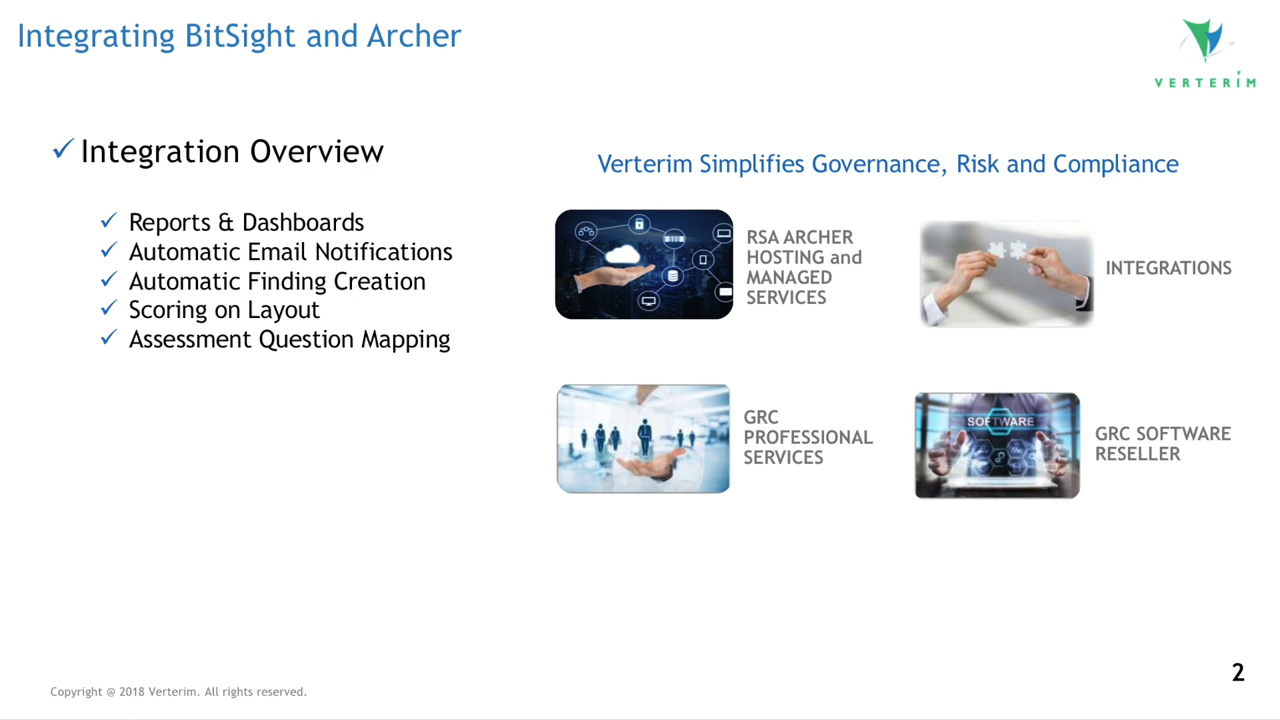 Integrating BitSight and Archer
VERTERIM
✓ Integration Overview
✓ Reports & Dashboards
✓ Automatic Email Notifications
✓ Automatic Finding Creation
✓ Scoring on Layout
✓ Assessment Question Mapping
Verterim Simplifies Governance, Risk and Compliance
RSA ARCHER
HOSTING and
MANAGED
SERVICES
INTEGRATIONS
GRC
PROFESSIONAL
SERVICES
SOFTWARE
GRC SOFTWARE
RESELLER
2
Copyright @ 2018 Verterim. All rights reserved.